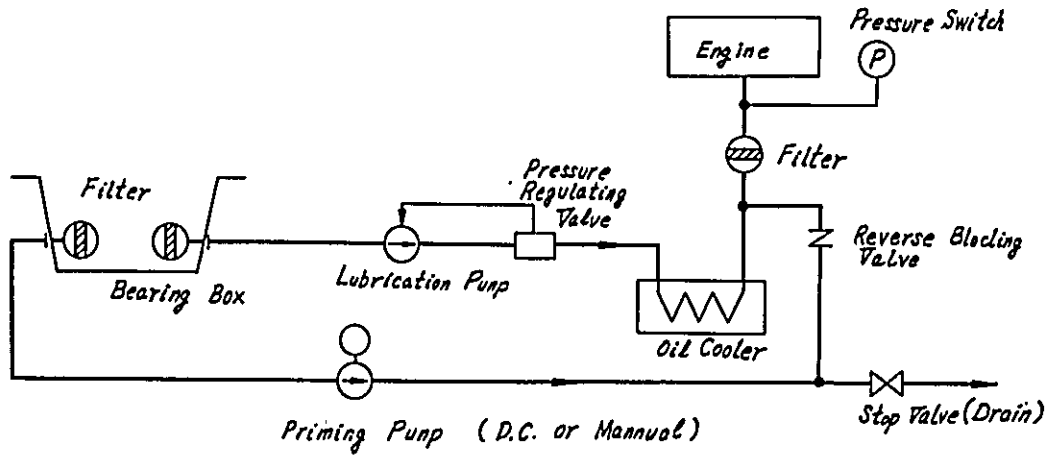 Pressure Switch
Engine
P
Filter
Pressure
Regulating
Valve
Filter
Reverse Blocling
Valve
Lubrication Punp
Bearing Box
Oil Cooler
Stop Valve (Drain)
Priming Punp (D.C. or Mannual)